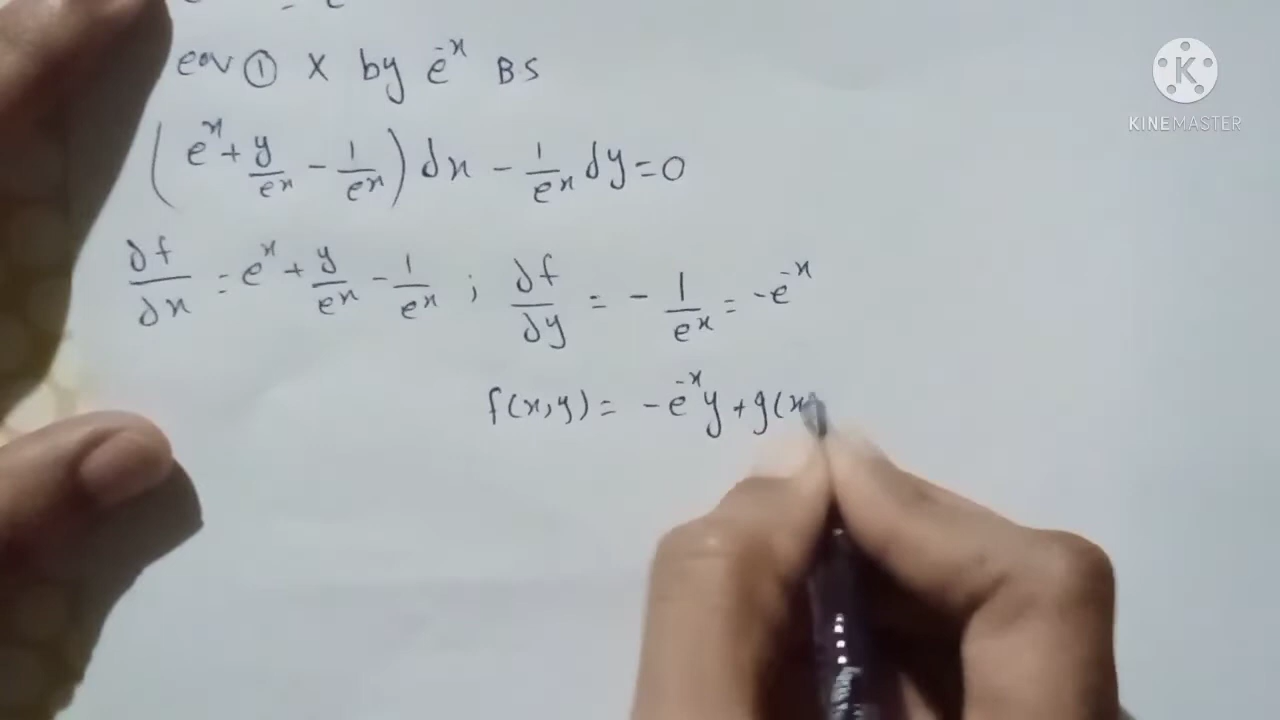 eqn ① x by e^-x BS
(e^x + y/e^x - 1/e^x) dx - 1/e^x dy = 0
∂f/∂x = e^x + y/e^x - 1/e^x ; ∂f/∂y = - 1/e^x = -e^-x
f(x,y) = -e^-x y + g(x)
K
KINEMASTER